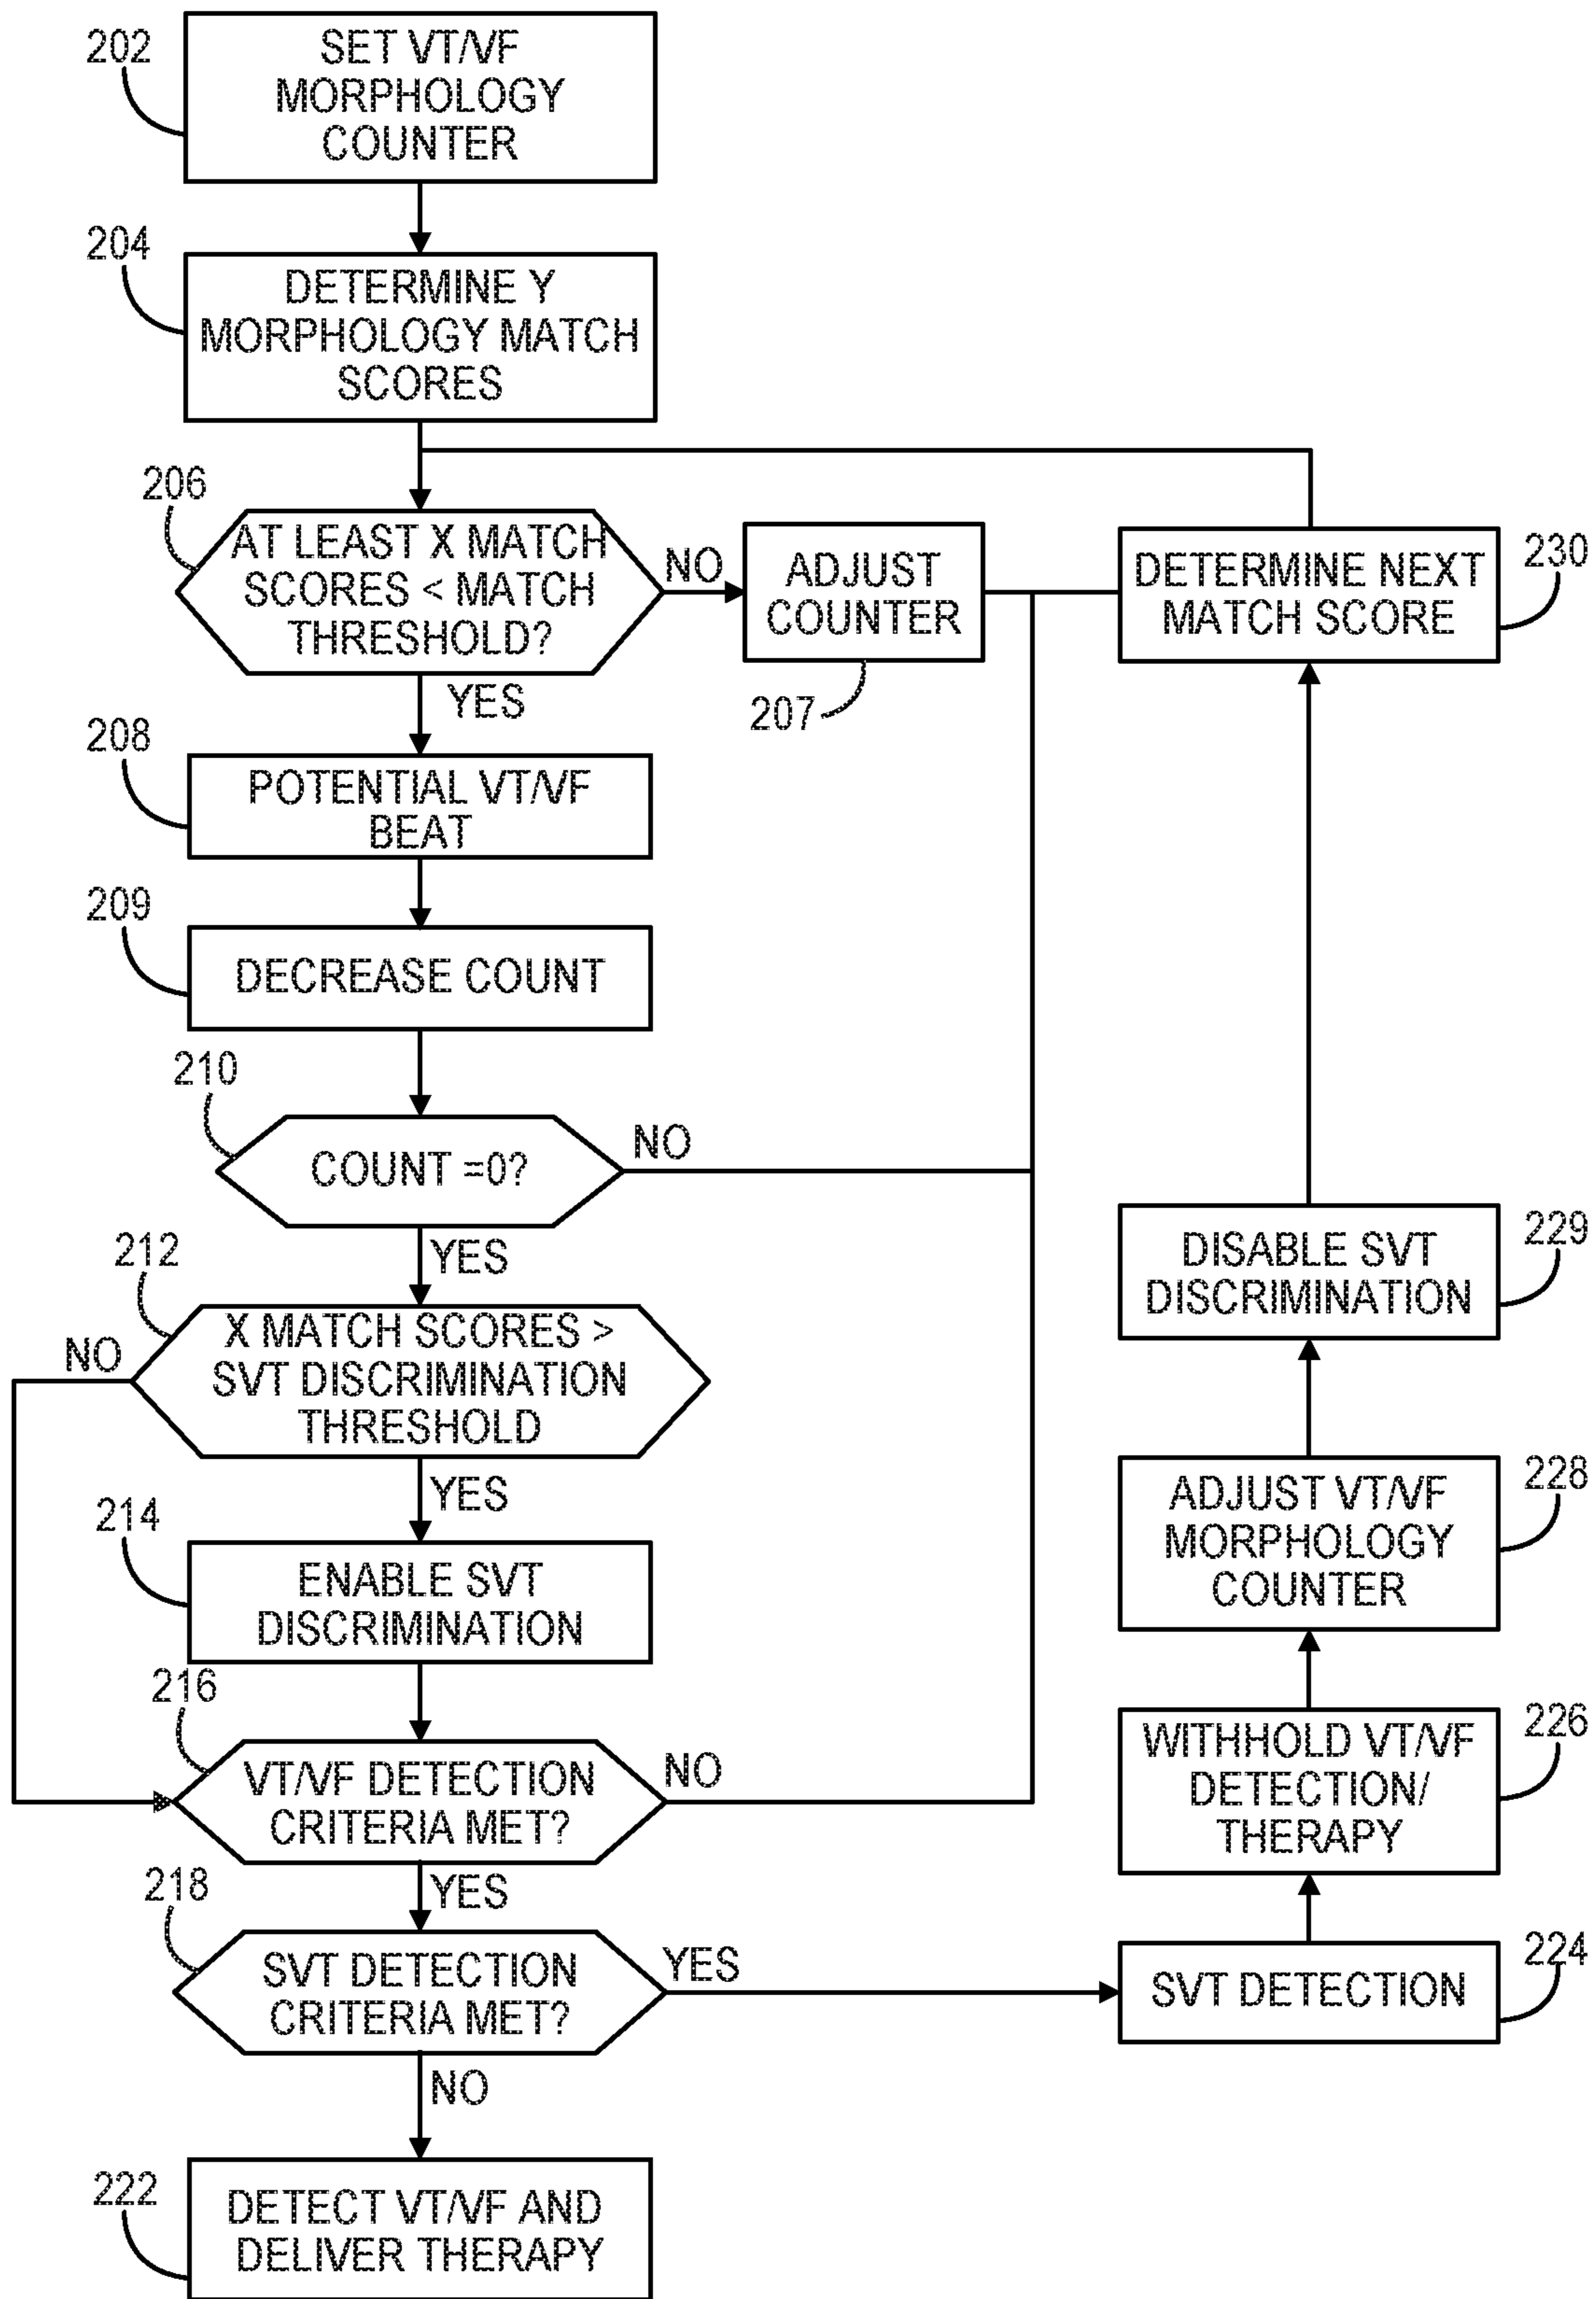 202
SET VT/VF
MORPHOLOGY
COUNTER
204
DETERMINE Y
MORPHOLOGY MATCH
SCORES
206
AT LEAST X MATCH
SCORES < MATCH
THRESHOLD?
NO
ADJUST
COUNTER
207
DETERMINE NEXT
MATCH SCORE
230
YES
208
POTENTIAL VT/VF
BEAT
209
DECREASE COUNT
210
COUNT =0?
NO
YES
212
NO
X MATCH SCORES >
SVT DISCRIMINATION
THRESHOLD
YES
214
ENABLE SVT
DISCRIMINATION
216
VT/VF DETECTION
CRITERIA MET?
NO
YES
218
SVT DETECTION
CRITERIA MET?
YES
NO
222
DETECT VT/VF AND
DELIVER THERAPY
DISABLE SVT
DISCRIMINATION
229
ADJUST VT/VF
MORPHOLOGY
COUNTER
228
WITHHOLD VT/VF
DETECTION/
THERAPY
226
SVT DETECTION
224